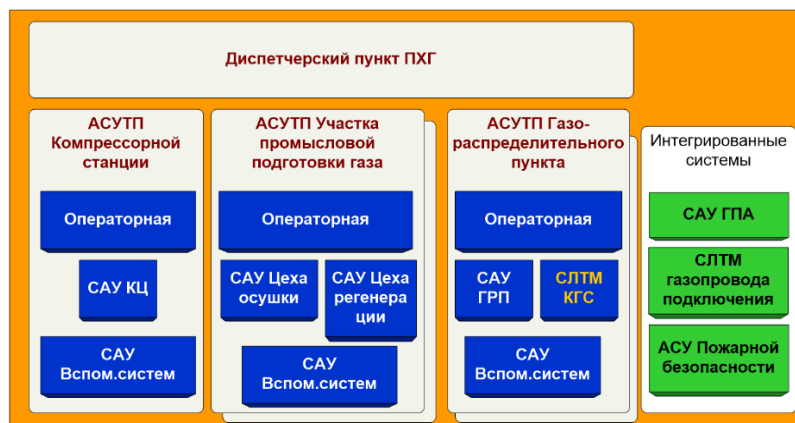 Диспетчерский пункт ПХГ
АСУТП
Компрессорной
станции
Операторная
САУ КЦ
САУ
Вспом.систем
АСУТП Участка
промысловой
подготовки газа
Операторная
САУ Цеха
осушки
САУ Цеха
регенера
ции
САУ
Вспом.систем
АСУТП Газо-
распределительного
пункта
Операторная
САУ
ГРП
СЛТМ
КГС
САУ
Вспом.систем
Интегрированные
системы
САУ ГПА
СЛТМ
газопровода
подключения
АСУ Пожарной
безопасности